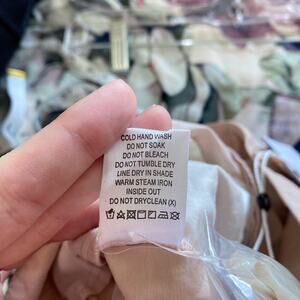 COLD HAND WASH
DO NOT SOAK
DO NOT BLEACH
DO NOT TUMBLE DRY
LINE DRY IN SHADE
WARM STEAM IRON
INSIDE OUT
DO NOT DRYCLEAN (X)